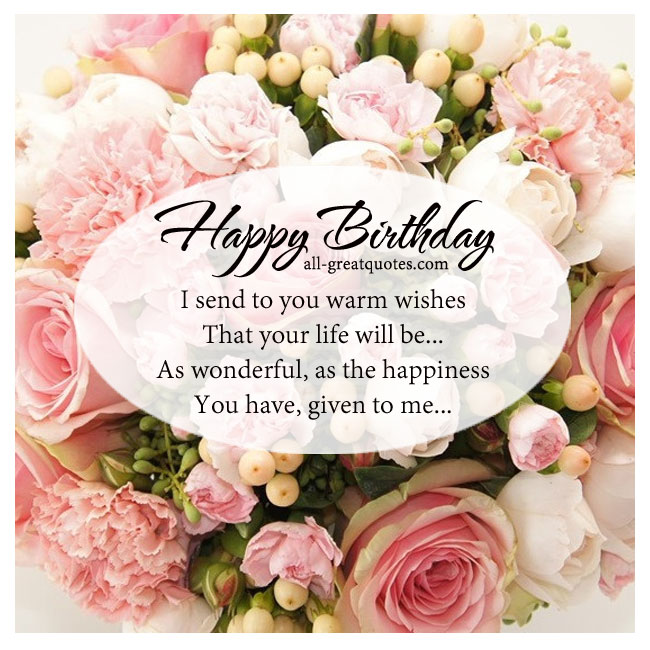 Happy Birthday
all-greatquotes.com
I send to you warm wishes
That your life will be...
As wonderful, as the happiness
You have, given to me...